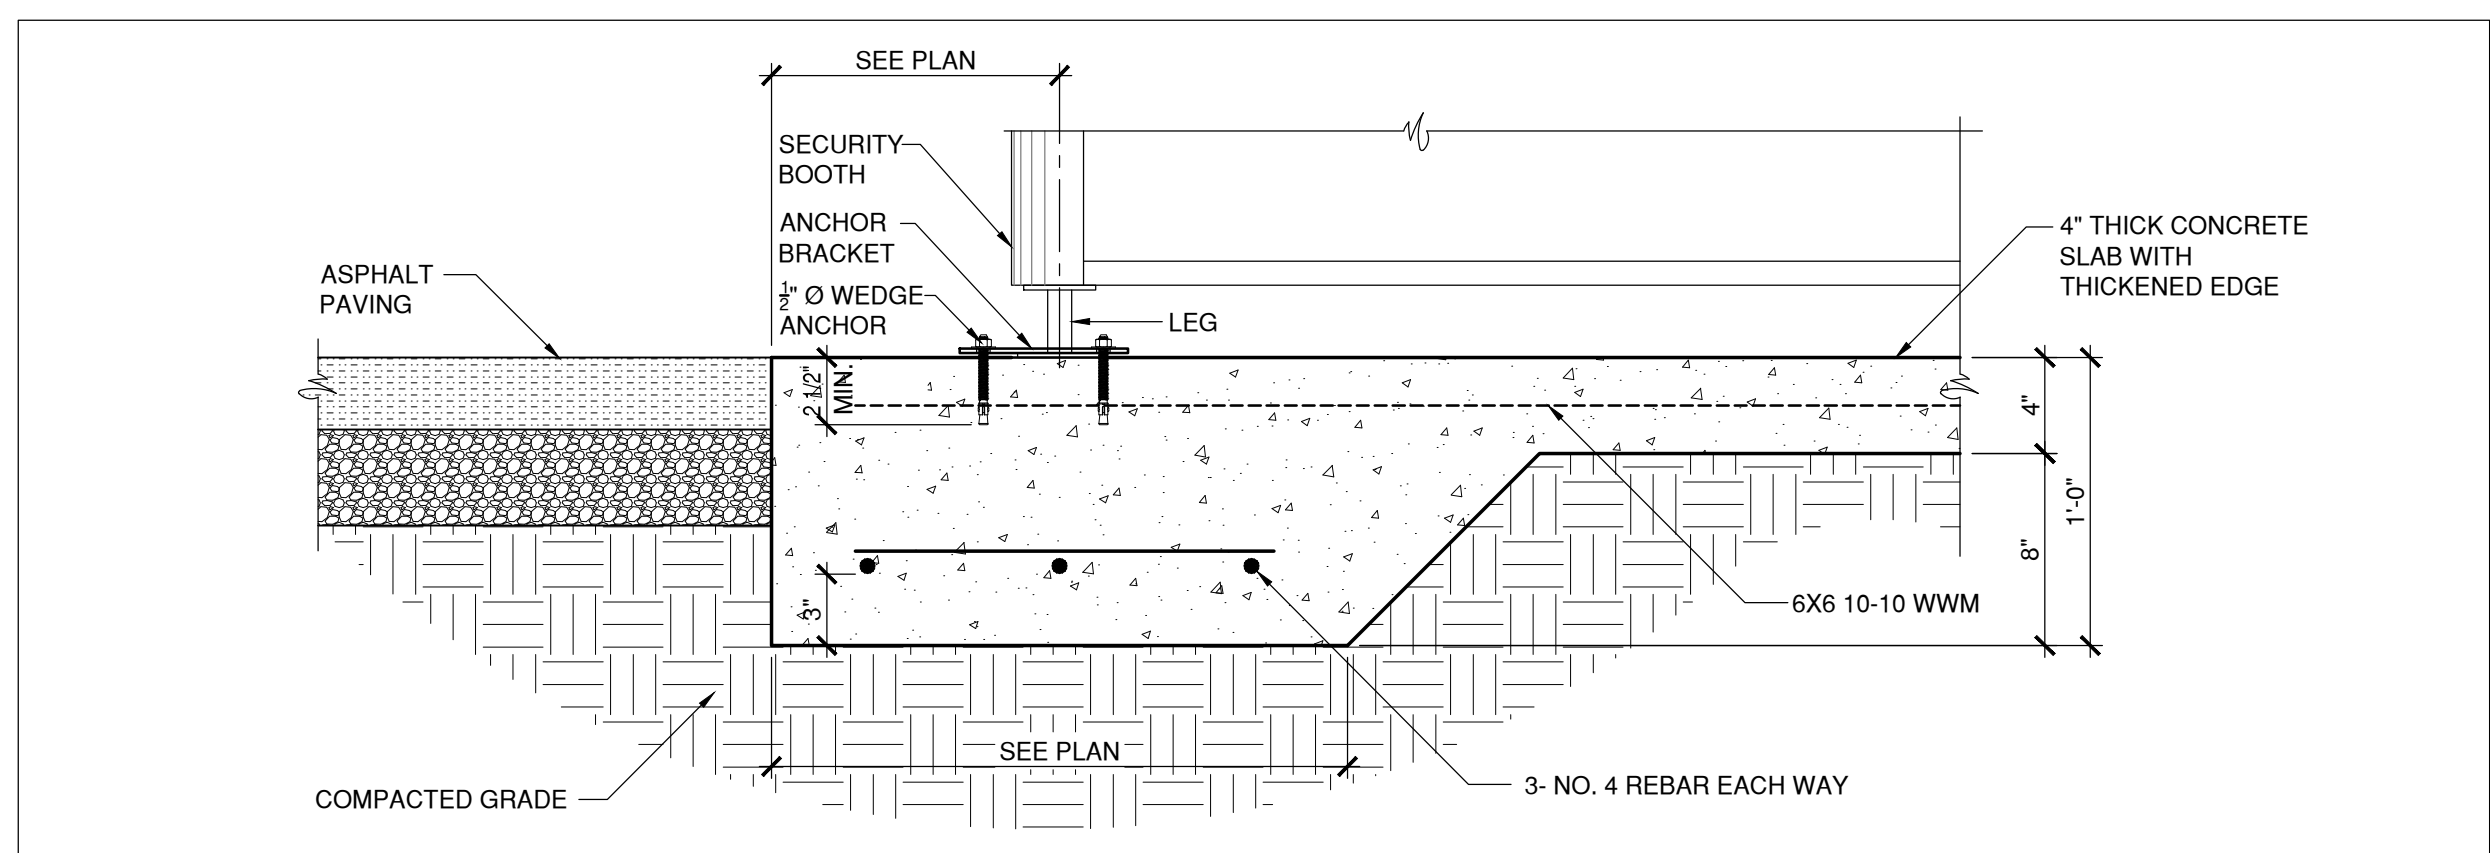 SEE PLAN
SECURITY
BOOTH
ANCHOR
BRACKET
½" Ø WEDGE
ANCHOR
ASPHALT
PAVING
LEG
4" THICK CONCRETE
SLAB WITH
THICKENED EDGE
2 1/2"
MIN.
4"
8"
1'-0"
3"
6X6 10-10 WWM
SEE PLAN
3- NO. 4 REBAR EACH WAY
COMPACTED GRADE